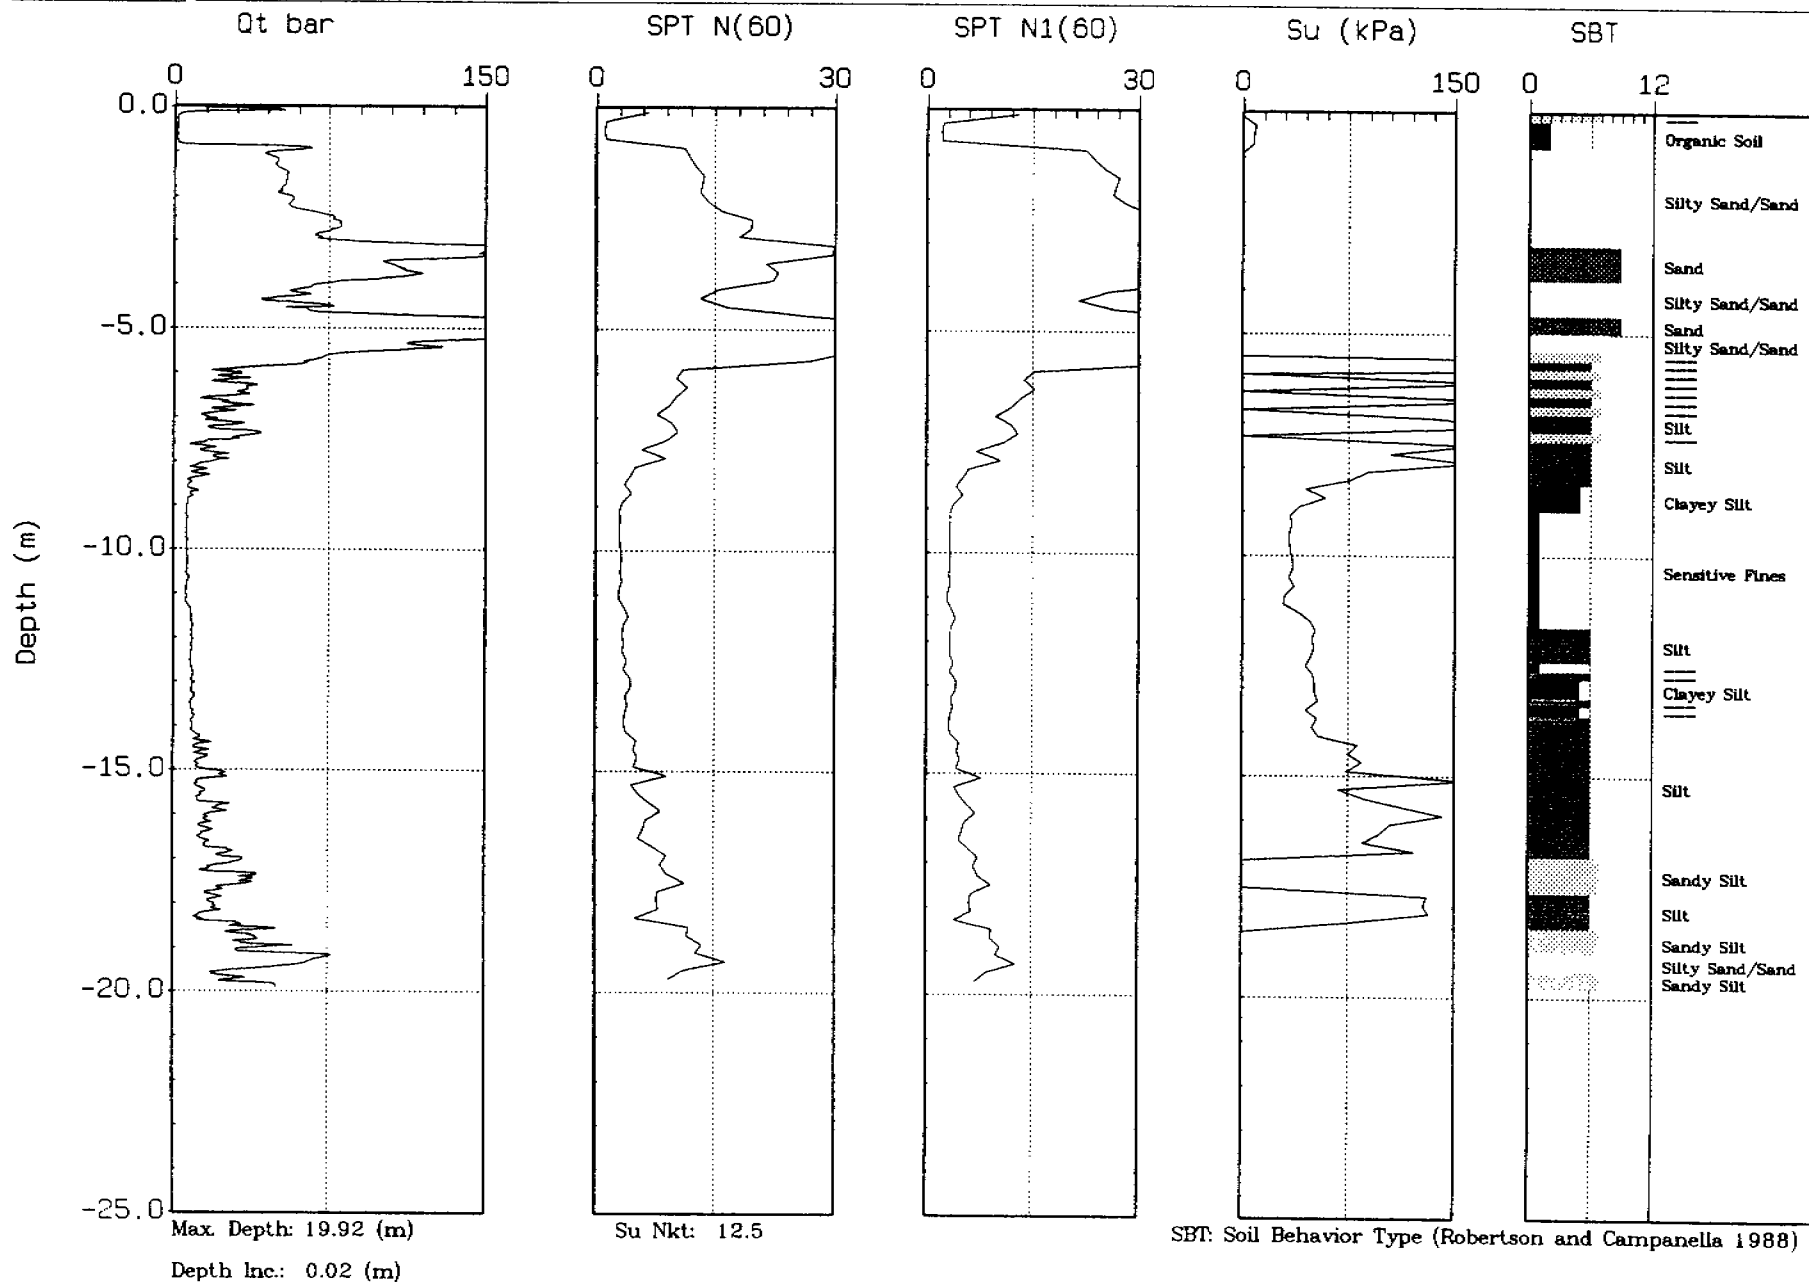 Qt bar SPT N(60) SPT N1(60) Su (kPa) SBT
0 150 0 30 0 30 0 150 0 12
0.0
Organic Soil
Silty Sand/Sand
Sand
Silty Sand/Sand
-5.0
Sand
Silty Sand/Sand
Silt
Silt
Clayey Silt
-10.0
Depth (m)
Sensitive Fines
Silt
Clayey Silt
-15.0
Silt
Sandy Silt
Silt
Sandy Silt
Silty Sand/Sand
Sandy Silt
-20.0
-25.0
Max. Depth: 19.92 (m) Su Nkt: 12.5 SBT: Soil Behavior Type (Robertson and Campanella 1988)
Depth Inc.: 0.02 (m)